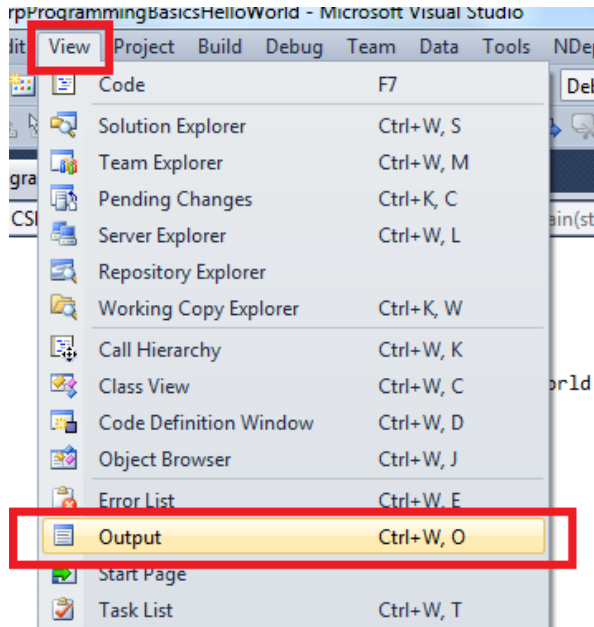 rpProgrammingBasicsHelloWorld - Microsoft Visual Studio
dit View Project Build Debug Team Data Tools NDep
Code F7
Deb
Solution Explorer Ctrl+W, S
Team Explorer Ctrl+W, M
gra
Pending Changes Ctrl+K, C
CSh
ain(st
Server Explorer Ctrl+W, L
Repository Explorer
Working Copy Explorer Ctrl+K, W
Call Hierarchy Ctrl+W, K
Class View Ctrl+W, C
orld
Code Definition Window Ctrl+W, D
Object Browser Ctrl+W, J
Error List Ctrl+W, E
Output Ctrl+W, O
Start Page
Task List Ctrl+W, T